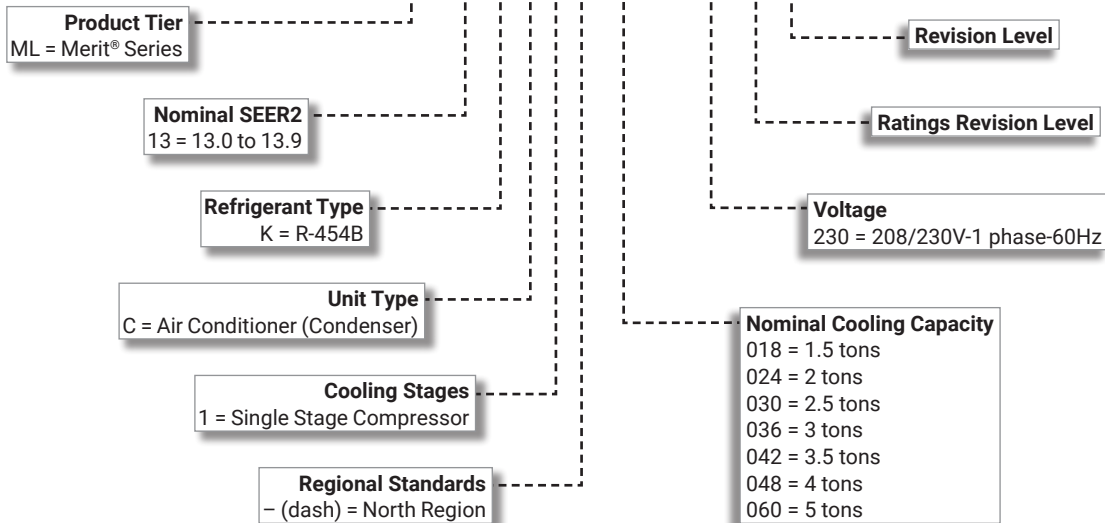 Product Tier
ML = Merit® Series
Revision Level
Nominal SEER2
13 = 13.0 to 13.9
Ratings Revision Level
Refrigerant Type
K = R-454B
Voltage
230 = 208/230V-1 phase-60Hz
Unit Type
C = Air Conditioner (Condenser)
Nominal Cooling Capacity
018 = 1.5 tons
024 = 2 tons
030 = 2.5 tons
036 = 3 tons
042 = 3.5 tons
048 = 4 tons
060 = 5 tons
Cooling Stages
1 = Single Stage Compressor
Regional Standards
– (dash) = North Region